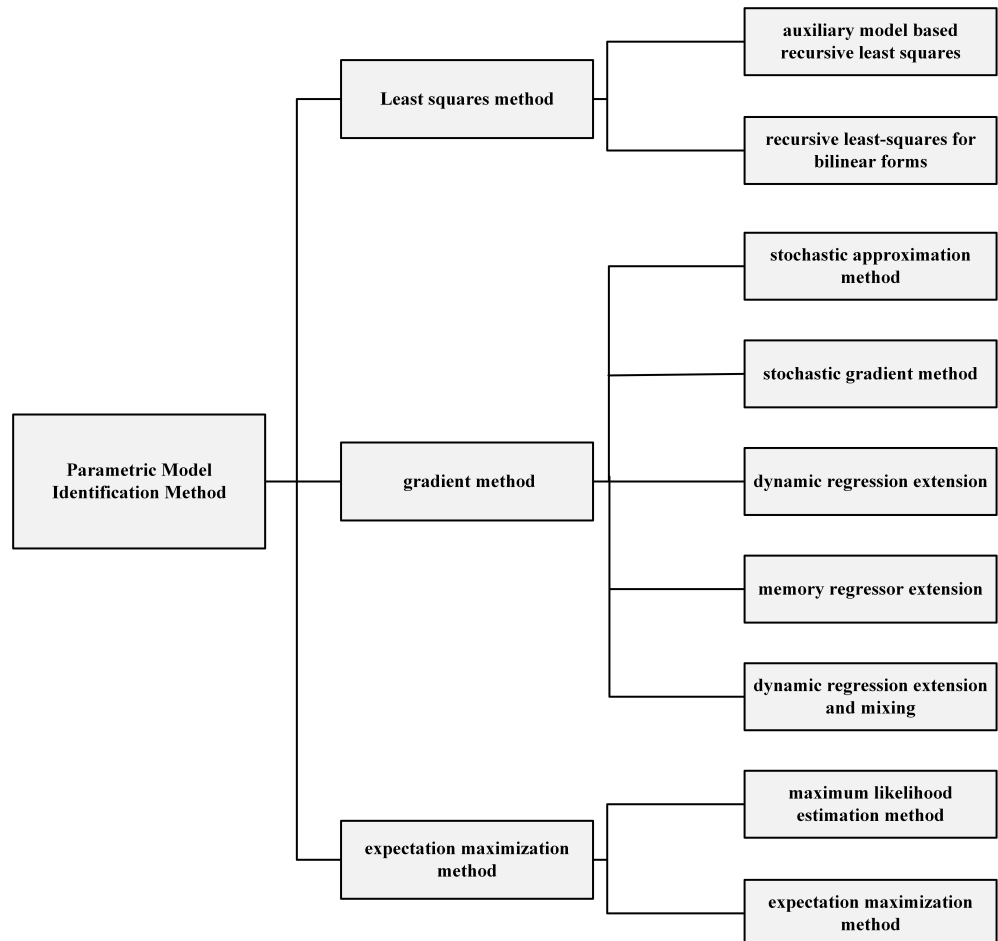 auxiliary model based
recursive least squares
Least squares method
recursive least-squares for
bilinear forms
stochastic approximation
method
stochastic gradient method
Parametric Model
Identification Method
gradient method
dynamic regression extension
memory regressor extension
dynamic regression extension
and mixing
maximum likelihood
estimation method
expectation maximization
method
expectation maximization
method